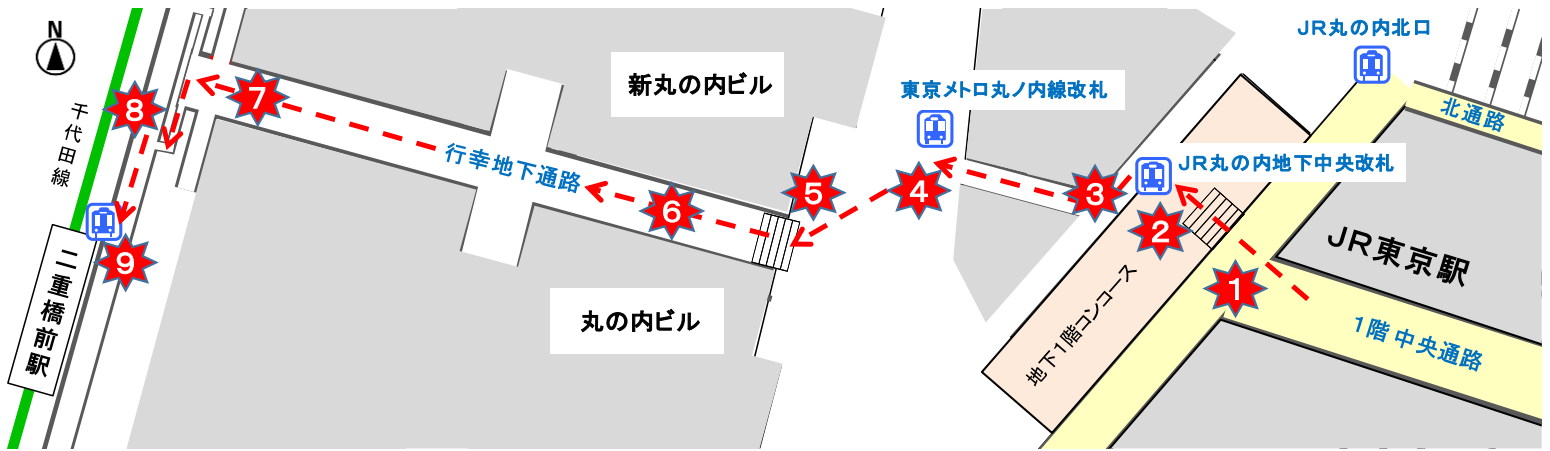 N
JR丸の内北口
新丸の内ビル
東京メトロ丸ノ内線改札
北通路
千代田線
行幸地下通路
JR丸の内地下中央改札
8
7
6
5
4
3
2
1
9
JR東京駅
二重橋前駅
丸の内ビル
地下1階コンコース
1階 中央通路